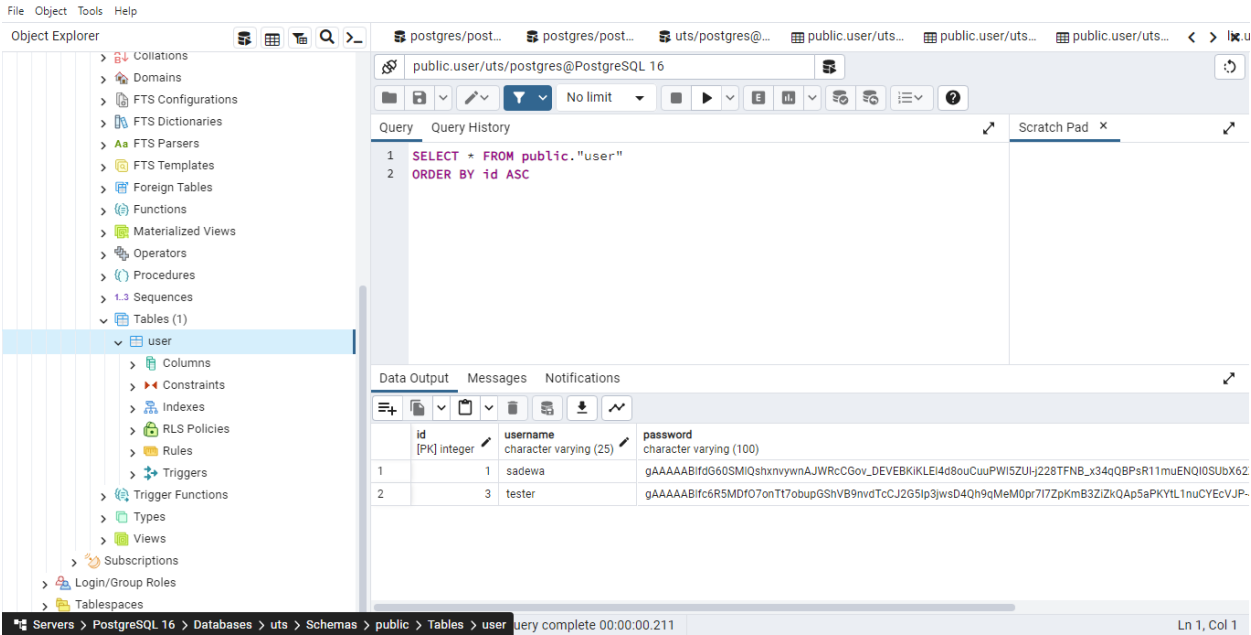 File Object Tools Help
Object Explorer
postgres/post... postgres/post... uts/postgres@... public.user/uts... public.user/uts... public.user/uts...
Collations
Domains
FTS Configurations
FTS Dictionaries
Aa FTS Parsers
FTS Templates
Foreign Tables
Functions
Materialized Views
Operators
Procedures
1..3 Sequences
Tables (1)
user
Columns
Constraints
Indexes
RLS Policies
Rules
Triggers
Trigger Functions
Types
Views
Subscriptions
Login/Group Roles
Tablespaces
public.user/uts/postgres@PostgreSQL 16
No limit
E
Query Query History
Scratch Pad
1 SELECT * FROM public."user"
2 ORDER BY id ASC
Data Output Messages Notifications
id username password
[PK] integer character varying (25) character varying (100)
1 1 sadewa
2 3 tester
Servers > PostgreSQL 16 > Databases > uts > Schemas > public > Tables > user uery complete 00:00:00.211
Ln 1, Col 1